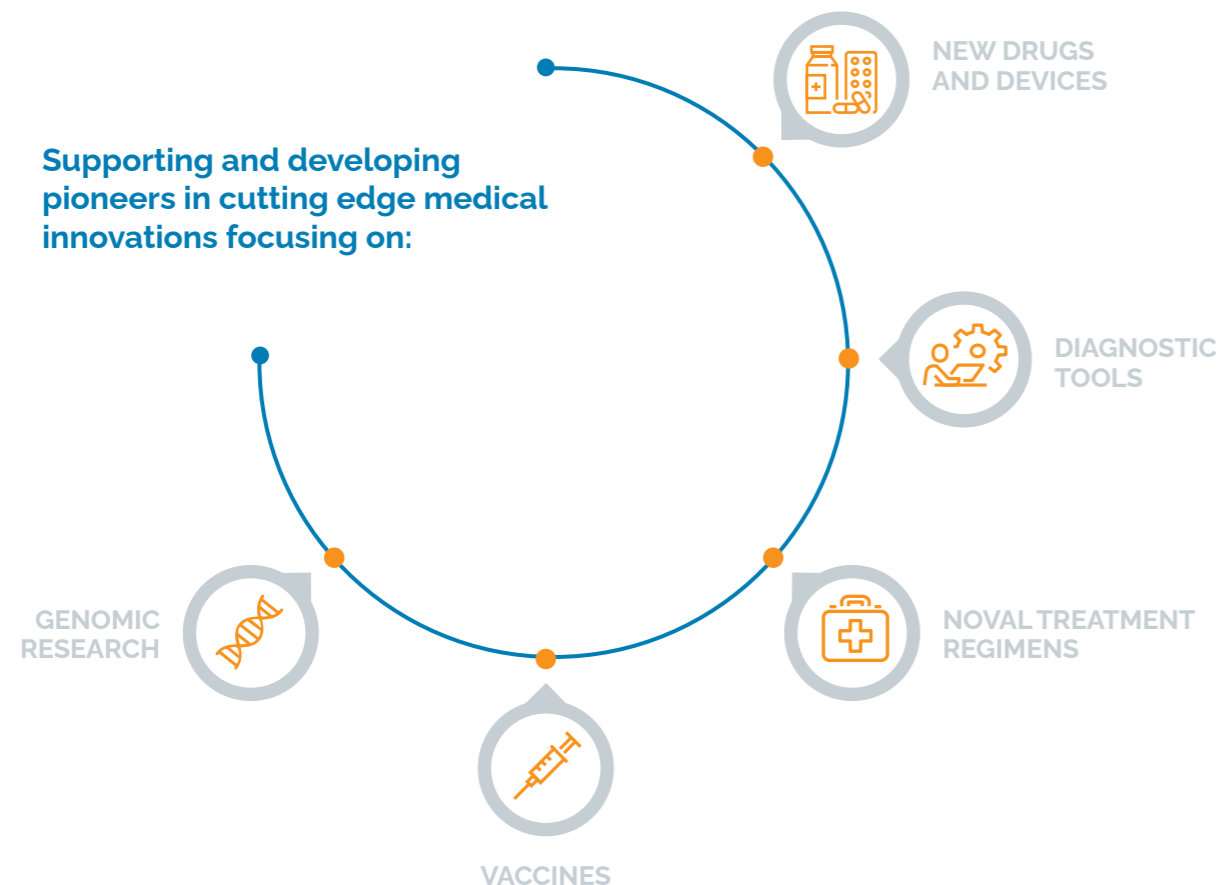 Supporting and developing
pioneers in cutting edge medical
innovations focusing on:
NEW DRUGS
AND DEVICES
DIAGNOSTIC
TOOLS
NOVAL TREATMENT
REGIMENS
VACCINES
GENOMIC
RESEARCH